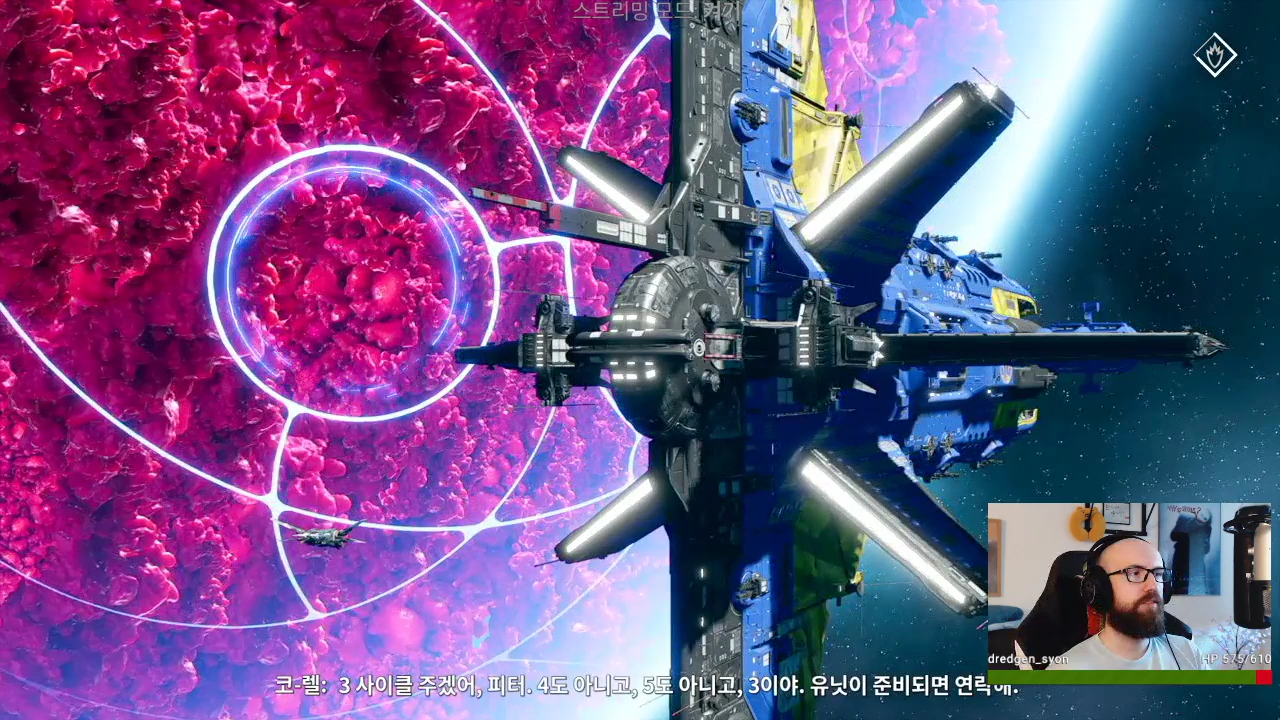 스트리밍 모드: 켜기
dredgen_syon
HP 575/610
코-렐: 3 사이클 주겠어, 피터. 4도 아니고, 5도 아니고, 3이야. 유닛이 준비되면 연락해.